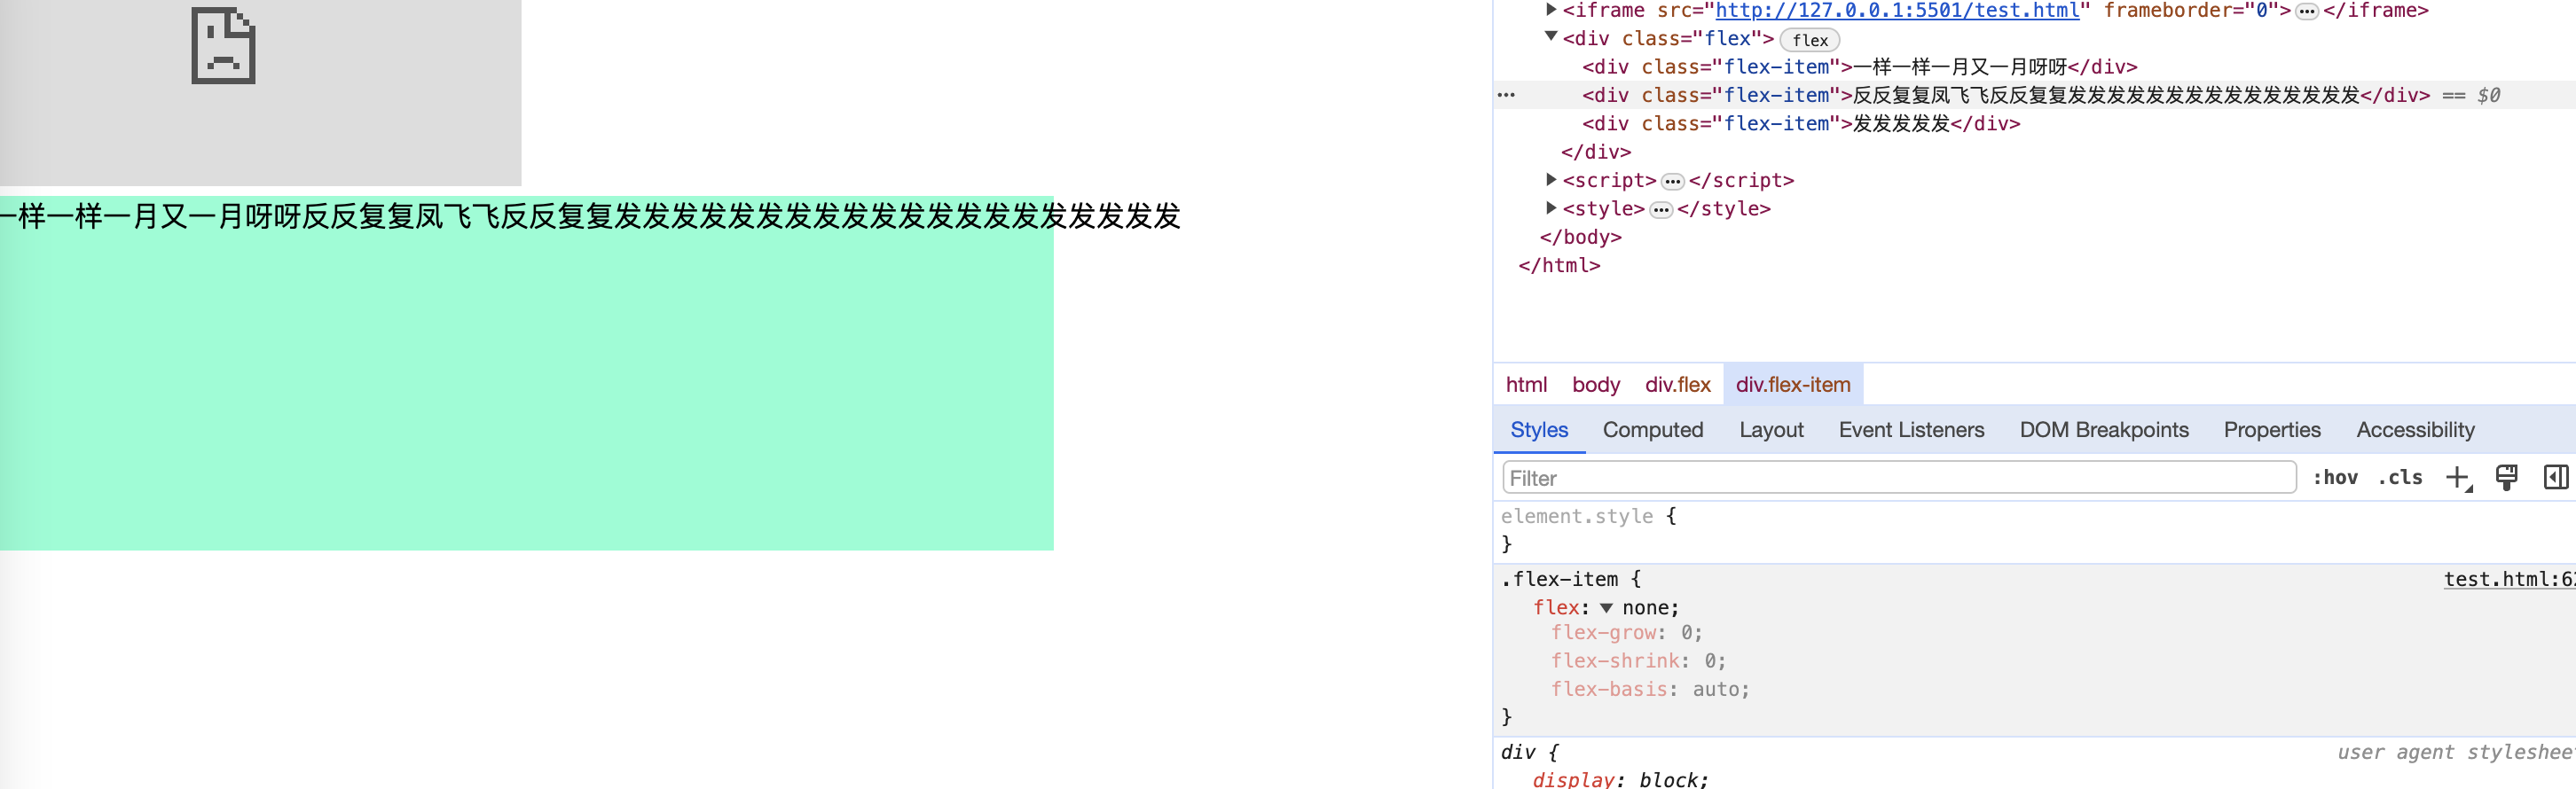 一样一样一月又一月呀呀反反复复凤飞飞反反复复发发发发发发发发发发发发发发发发发发发发
<iframe src="http://127.0.0.1:5501/test.html" frameborder="0">…</iframe>
<div class="flex"> flex
<div class="flex-item">一样一样一月又一月呀呀</div>
<div class="flex-item">反反复复凤飞飞反反复复发发发发发发发发发发发发发发发</div> == $0
<div class="flex-item">发发发发发</div>
</div>
<script>…</script>
<style>…</style>
</body>
</html>
html body div.flex div.flex-item
Styles Computed Layout Event Listeners DOM Breakpoints Properties Accessibility
Filter :hov .cls
element.style {
}
.flex-item { test.html:6
flex: none;
flex-grow: 0;
flex-shrink: 0;
flex-basis: auto;
}
div { user agent styleshee
display: block;